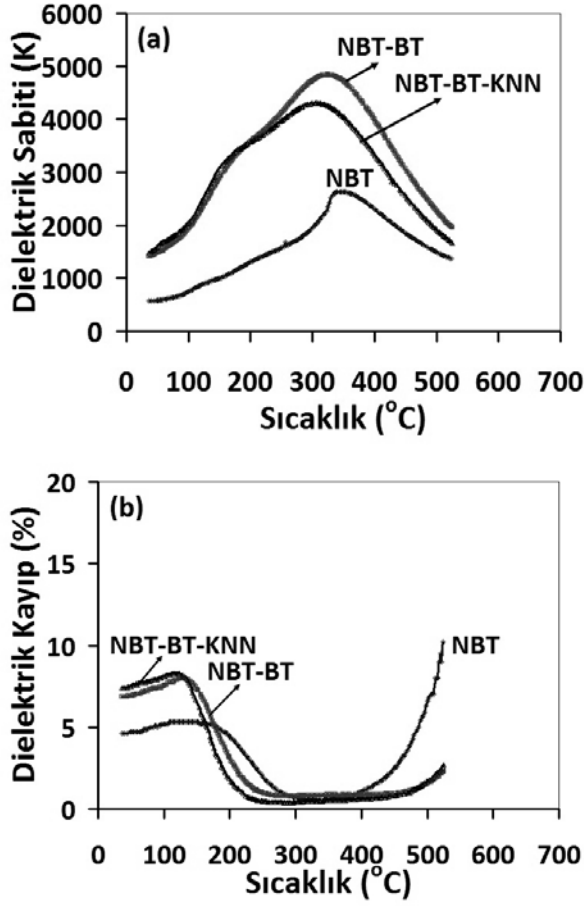 (a)
NBT-BT
NBT-BT-KNN
NBT
Dielektrik Sabiti (K)
6000
5000
4000
3000
2000
1000
0
0 100 200 300 400 500 600 700
Sıcaklık (°C)
(b)
NBT-BT-KNN
NBT-BT
NBT
Dielektrik Kayıp (%)
20
15
10
5
0
0 100 200 300 400 500 600 700
Sıcaklık (°C)